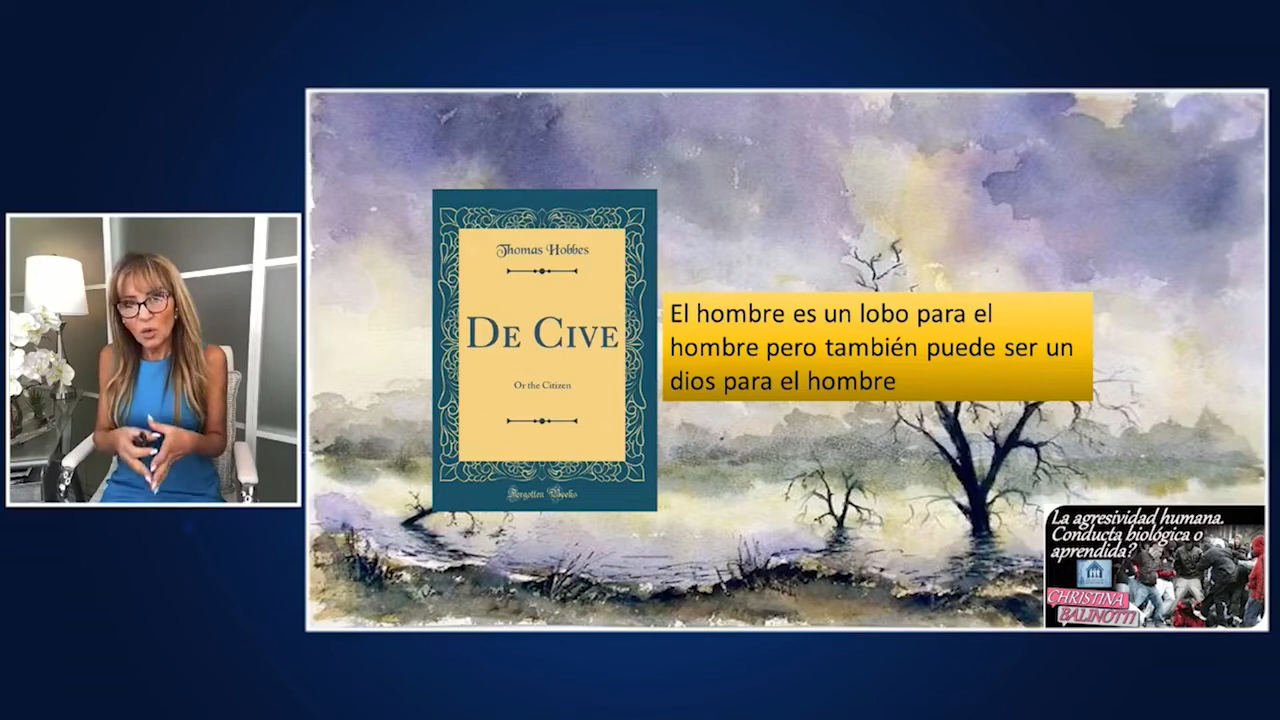 Thomas Hobbes
De Cive
Or the Citizen
Forgotten Books
El hombre es un lobo para el
hombre pero también puede ser un
dios para el hombre
La agresividad humana.
Conducta biológica o
aprendida?
CHRISTINA
BALINOTTI